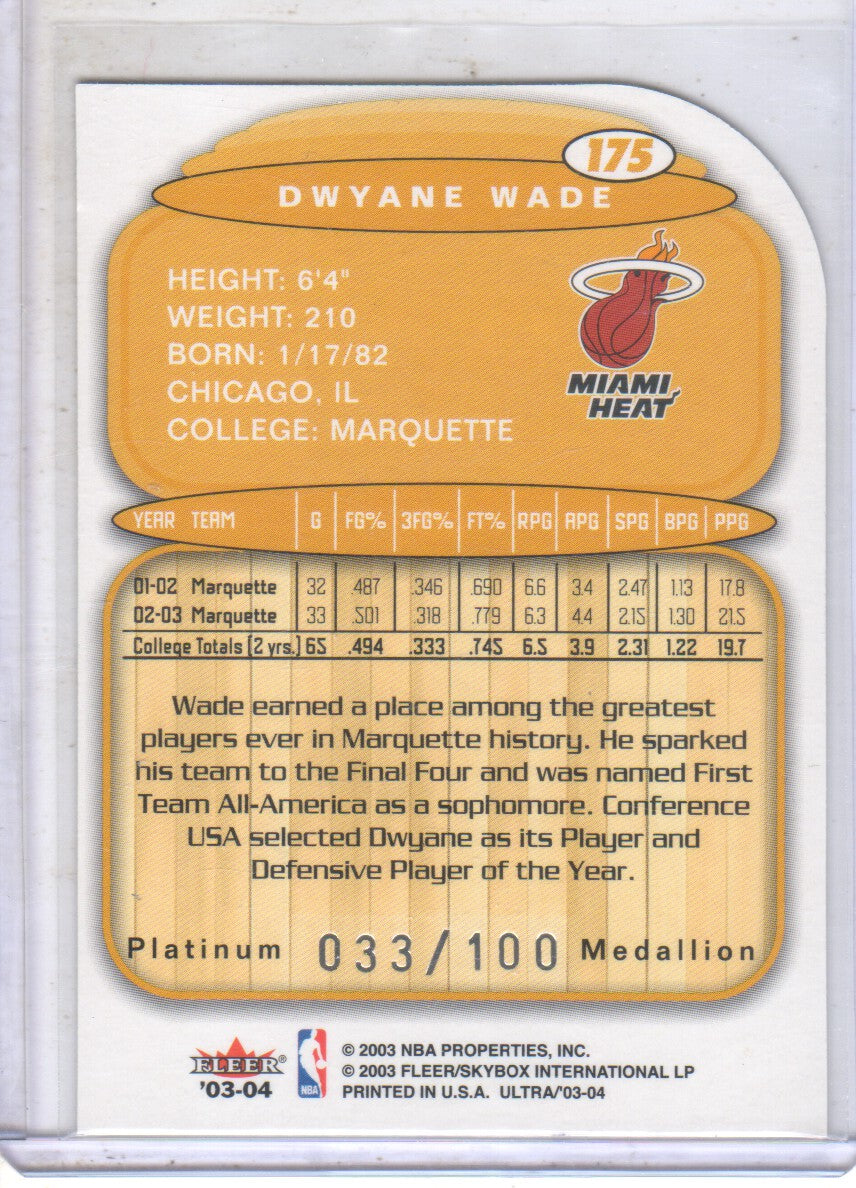 175
DWYANE WADE
HEIGHT: 6'4"
WEIGHT: 210
BORN: 1/17/82
CHICAGO, IL
COLLEGE: MARQUETTE
MIAMI
HEAT
YEAR TEAM G FG% 3FG% FT% RPG APG SPG BPG PPG
01-02 Marquette 32 .487 .346 .690 6.6 3.4 2.47 1.13 17.8
02-03 Marquette 33 .501 .318 .779 6.3 4.4 2.15 1.30 21.5
College Totals (2 yrs.) 65 .494 .333 .745 6.5 3.9 2.31 1.22 19.7
Wade earned a place among the greatest
players ever in Marquette history. He sparked
his team to the Final Four and was named First
Team All-America as a sophomore. Conference
USA selected Dwyane as its Player and
Defensive Player of the Year.
Platinum 033/100 Medallion
FLEER®
'03-04
NBA
© 2003 NBA PROPERTIES, INC.
© 2003 FLEER/SKYBOX INTERNATIONAL LP
PRINTED IN U.S.A. ULTRA/'03-04